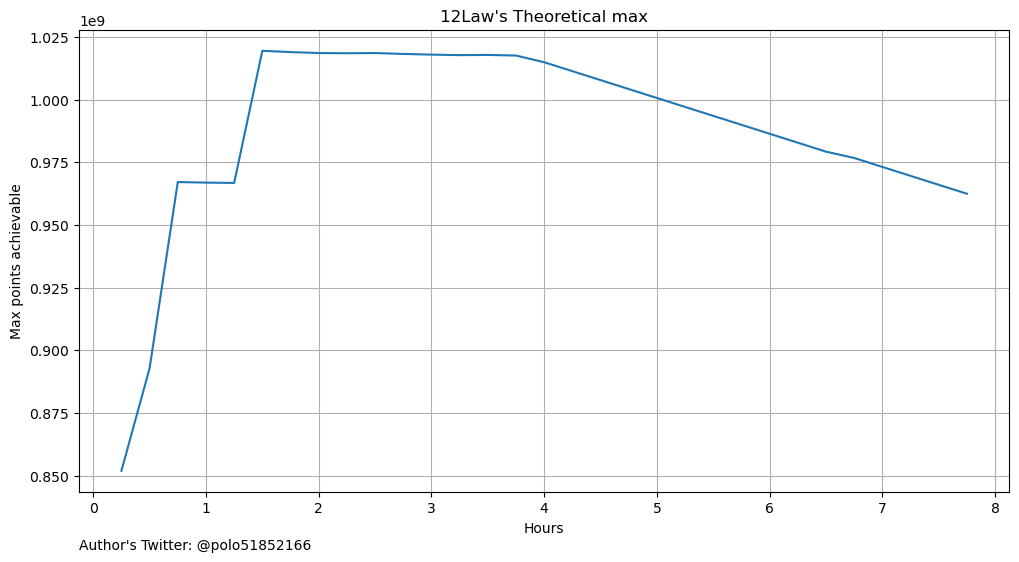 12Law's Theoretical max
1e9
1.025
1.000
0.975
0.950
0.925
0.900
0.875
0.850
Max points achievable
0 1 2 3 4 5 6 7 8
Hours
Author's Twitter: @polo51852166